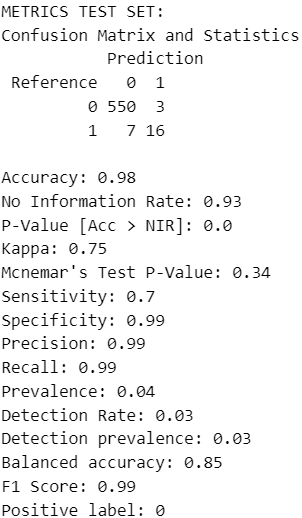 METRICS TEST SET:
Confusion Matrix and Statistics
Prediction
Reference 0 1
0 550 3
1 7 16
Accuracy: 0.98
No Information Rate: 0.93
P-Value [Acc > NIR]: 0.0
Kappa: 0.75
Mcnemar's Test P-Value: 0.34
Sensitivity: 0.7
Specificity: 0.99
Precision: 0.99
Recall: 0.99
Prevalence: 0.04
Detection Rate: 0.03
Detection prevalence: 0.03
Balanced accuracy: 0.85
F1 Score: 0.99
Positive label: 0